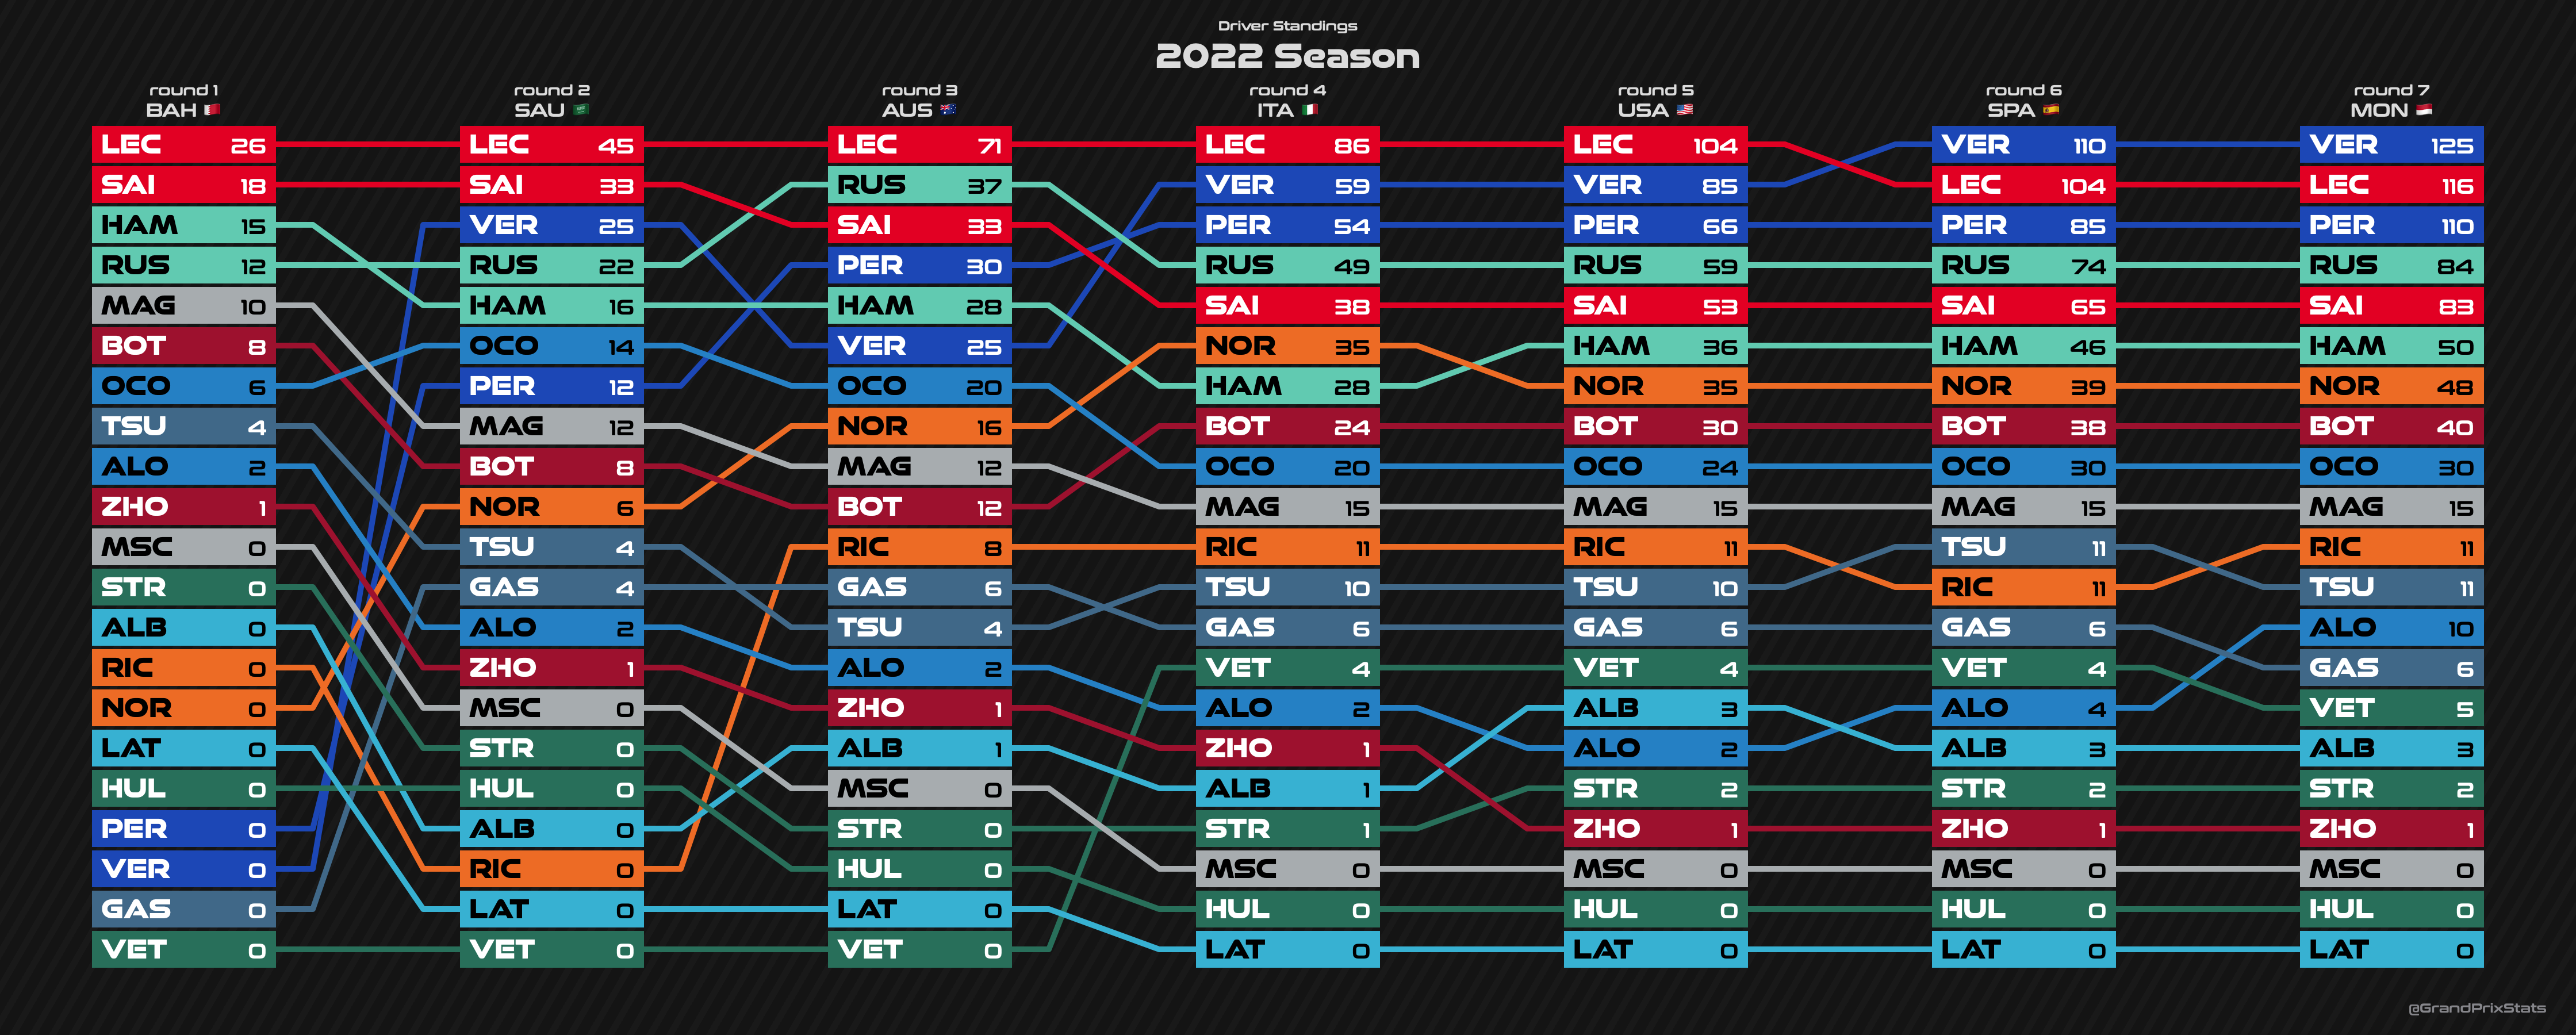 Driver Standings
2022 Season
round 1 round 2 round 3 round 4 round 5 round 6 round 7
BAH SAU AUS ITA USA SPA MON
LEC 26 LEC 45 LEC 71 LEC 86 LEC 104 VER 110 VER 125
SAI 18 SAI 33 RUS 37 VER 59 VER 85 LEC 104 LEC 116
HAM 15 VER 25 SAI 33 PER 54 PER 66 PER 85 PER 110
RUS 12 RUS 22 PER 30 RUS 49 RUS 59 RUS 74 RUS 84
MAG 10 HAM 16 HAM 28 SAI 38 SAI 53 SAI 65 SAI 83
BOT 8 OCO 14 VER 25 NOR 35 HAM 36 HAM 46 HAM 50
OCO 6 PER 12 OCO 20 HAM 28 NOR 35 NOR 39 NOR 48
TSU 4 MAG 12 NOR 16 BOT 24 BOT 30 BOT 38 BOT 40
ALO 2 BOT 8 MAG 12 OCO 20 OCO 24 OCO 30 OCO 30
ZHO 1 NOR 6 BOT 12 MAG 15 MAG 15 MAG 15 MAG 15
MSC 0 TSU 4 RIC 8 RIC 11 RIC 11 TSU 11 RIC 11
STR 0 GAS 4 GAS 6 TSU 10 TSU 10 RIC 11 TSU 11
ALB 0 ALO 2 TSU 4 GAS 6 GAS 6 GAS 6 ALO 10
RIC 0 ZHO 1 ALO 2 VET 4 VET 4 VET 4 GAS 6
NOR 0 MSC 0 ZHO 1 ALO 2 ALB 3 ALO 4 VET 5
LAT 0 STR 0 ALB 1 ZHO 1 ALO 2 ALB 3 ALB 3
HUL 0 HUL 0 MSC 0 ALB 1 STR 2 STR 2 STR 2
PER 0 ALB 0 STR 0 STR 1 ZHO 1 ZHO 1 ZHO 1
VER 0 RIC 0 HUL 0 MSC 0 MSC 0 MSC 0 MSC 0
GAS 0 LAT 0 LAT 0 HUL 0 HUL 0 HUL 0 HUL 0
VET 0 VET 0 VET 0 LAT 0 LAT 0 LAT 0 LAT 0
@GrandPrixStats